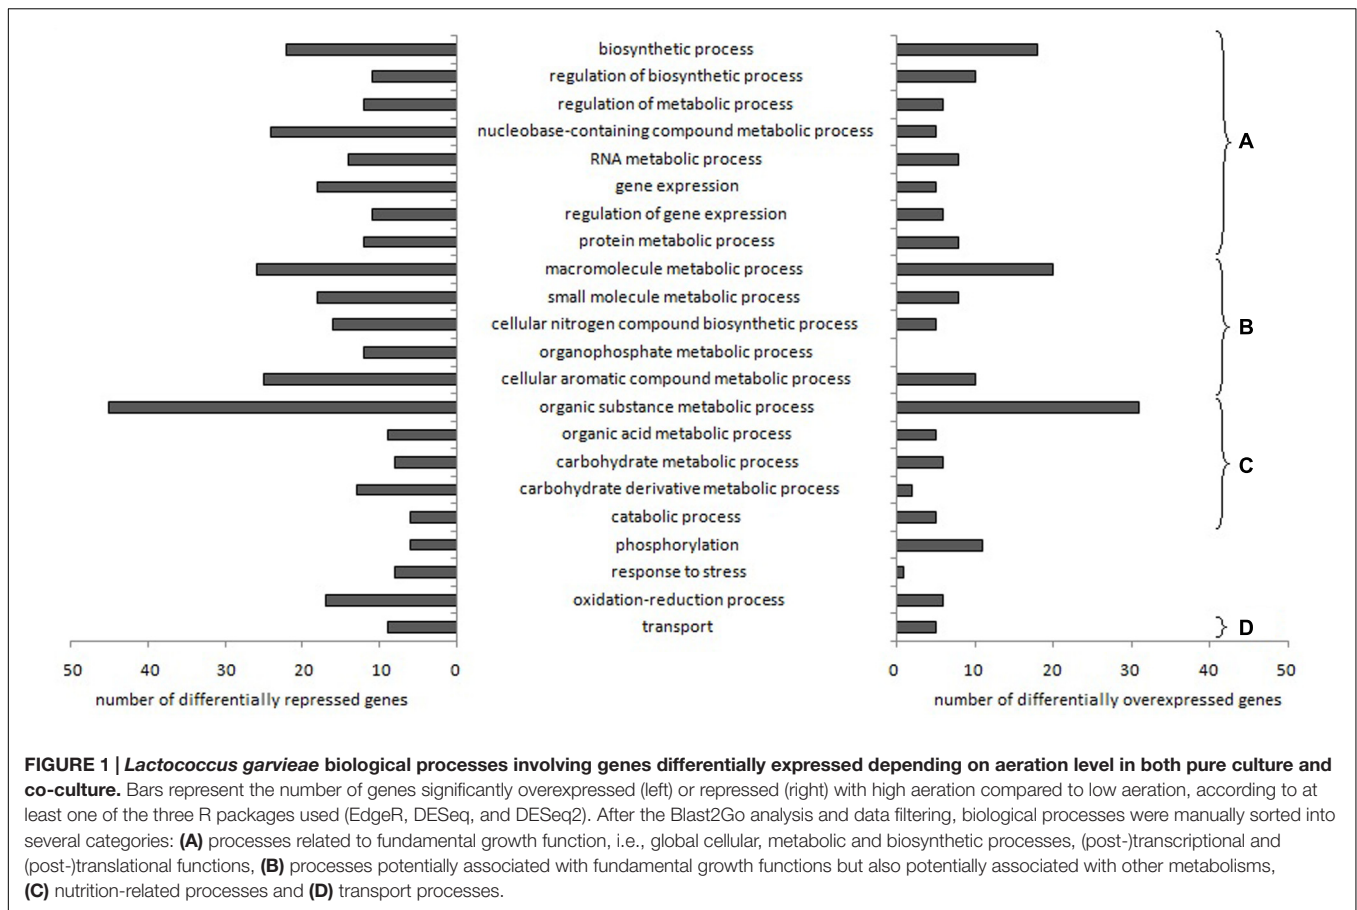 biosynthetic process
regulation of biosynthetic process
regulation of metabolic process
nucleobase-containing compound metabolic process
RNA metabolic process
gene expression
regulation of gene expression
protein metabolic process
A
macromolecule metabolic process
small molecule metabolic process
cellular nitrogen compound biosynthetic process
organophosphate metabolic process
cellular aromatic compound metabolic process
B
organic substance metabolic process
organic acid metabolic process
carbohydrate metabolic process
carbohydrate derivative metabolic process
catabolic process
C
phosphorylation
response to stress
oxidation-reduction process
transport
D
50 40 30 20 10 0
0 10 20 30 40 50
number of differentially repressed genes
number of differentially overexpressed genes
FIGURE 1 | Lactococcus garvieae biological processes involving genes differentially expressed depending on aeration level in both pure culture and
co-culture. Bars represent the number of genes significantly overexpressed (left) or repressed (right) with high aeration compared to low aeration, according to at
least one of the three R packages used (EdgeR, DESeq, and DESeq2). After the Blast2Go analysis and data filtering, biological processes were manually sorted into
several categories: (A) processes related to fundamental growth function, i.e., global cellular, metabolic and biosynthetic processes, (post-)transcriptional and
(post-)translational functions, (B) processes potentially associated with fundamental growth functions but also potentially associated with other metabolisms,
(C) nutrition-related processes and (D) transport processes.